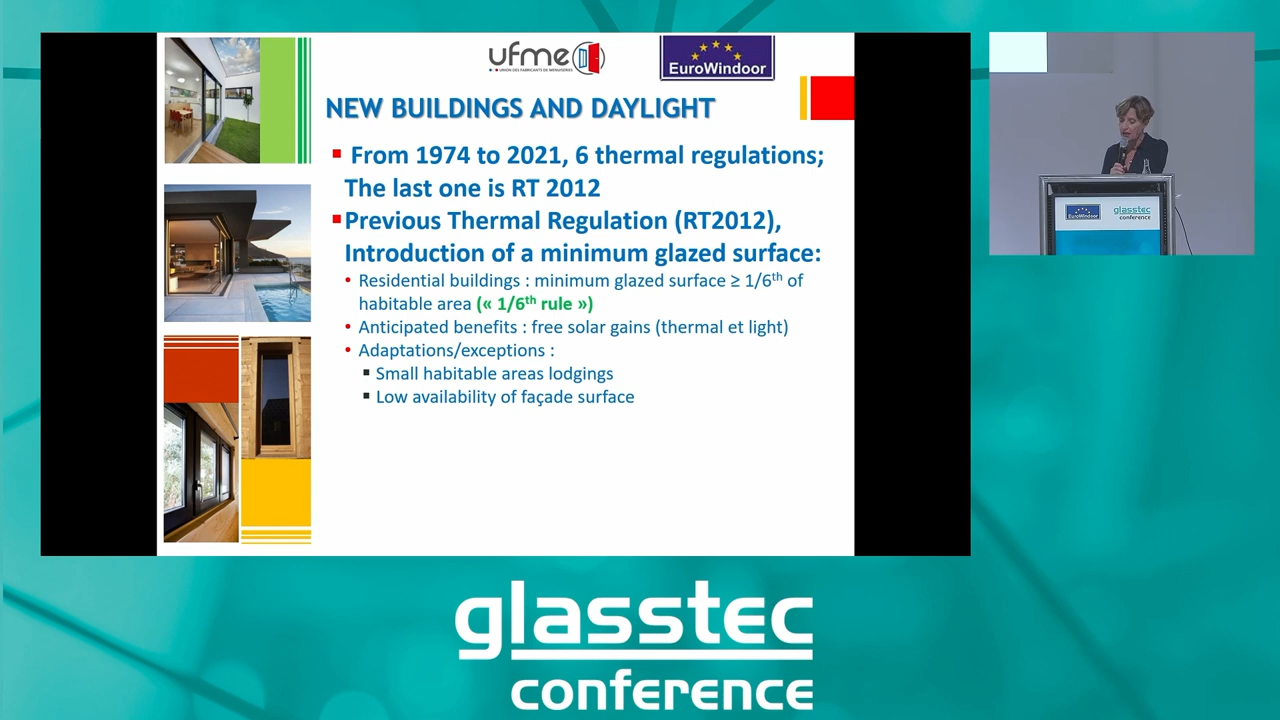 ufme
UNION DES FABRICANTS DE MENUISERIES
EuroWindoor
NEW BUILDINGS AND DAYLIGHT
▪ From 1974 to 2021, 6 thermal regulations;
The last one is RT 2012
▪ Previous Thermal Regulation (RT2012),
Introduction of a minimum glazed surface:
• Residential buildings : minimum glazed surface ≥ 1/6th of
habitable area (« 1/6th rule »)
• Anticipated benefits : free solar gains (thermal et light)
• Adaptations/exceptions :
▪ Small habitable areas lodgings
▪ Low availability of façade surface
EuroWindoor
glasstec
conference
glasstec
conference